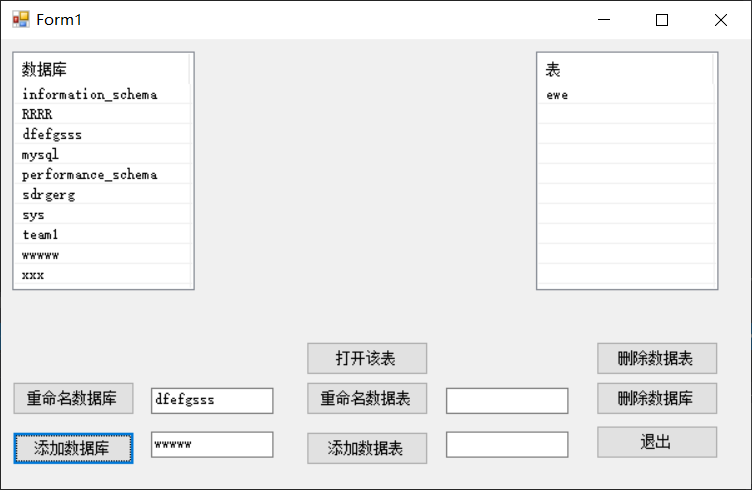 Form1
数据库
information_schema
RRRR
dfefgsss
mysql
performance_schema
sdrgerg
sys
team1
wwwww
xxx
表
ewe
打开该表
删除数据表
重命名数据库
dfefgsss
重命名数据表
删除数据库
添加数据库
wwwww
添加数据表
退出